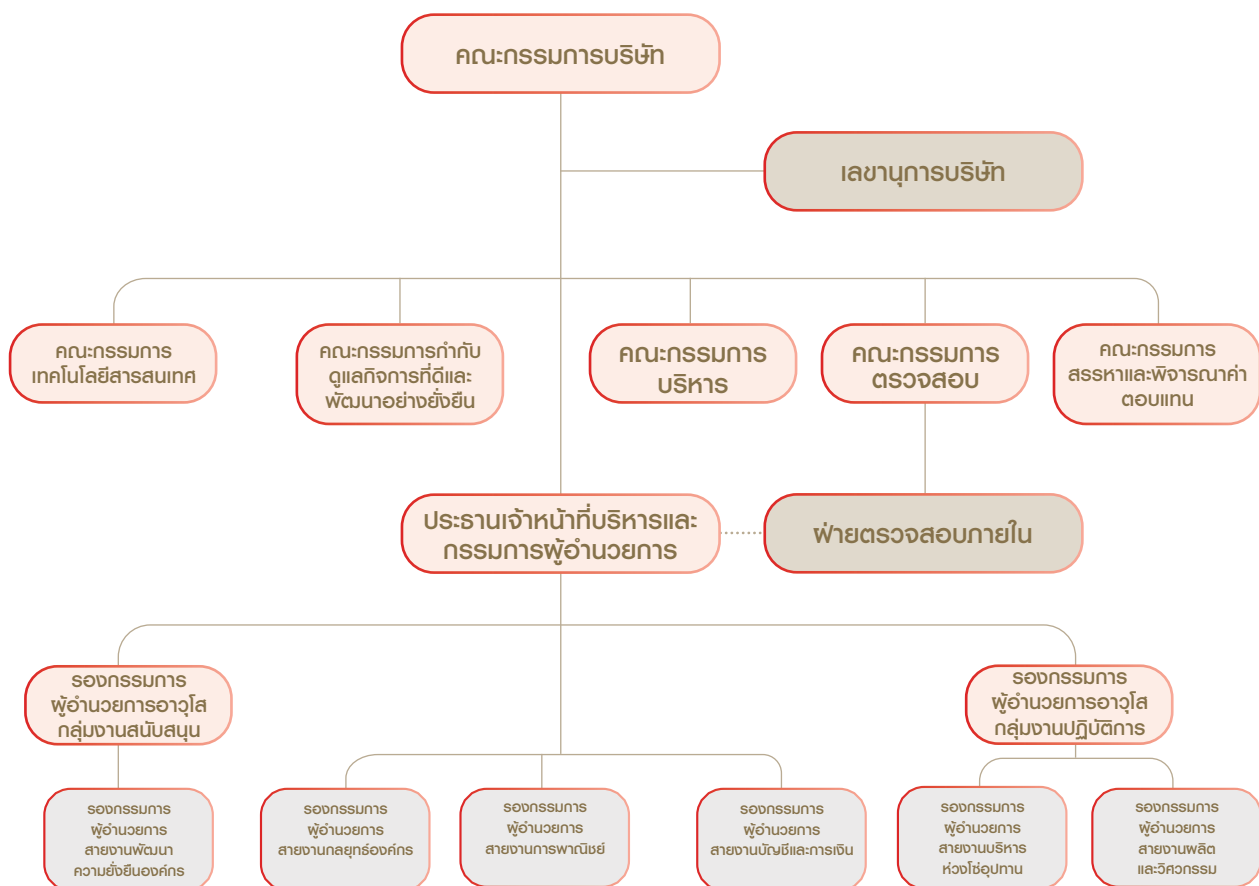 คณะกรรมการบริษัท
เลขานุการบริษัท
คณะกรรมการ
เทคโนโลยีสารสนเทศ
คณะกรรมการกำกับ
ดูแลกิจการที่ดีและ
พัฒนาอย่างยั่งยืน
คณะกรรมการ
บริหาร
คณะกรรมการ
ตรวจสอบ
คณะกรรมการ
สรรหาและพิจารณาค่า
ตอบแทน
ประธานเจ้าหน้าที่บริหารและ
กรรมการผู้อำนวยการ
ฝ่ายตรวจสอบภายใน
รองกรรมการ
ผู้อำนวยการอาวุโส
กลุ่มงานสนับสนุน
รองกรรมการ
ผู้อำนวยการอาวุโส
กลุ่มงานปฏิบัติการ
รองกรรมการ
ผู้อำนวยการ
สายงานพัฒนา
ความยั่งยืนองค์กร
รองกรรมการ
ผู้อำนวยการ
สายงานกลยุทธ์องค์กร
รองกรรมการ
ผู้อำนวยการ
สายงานการพาณิชย์
รองกรรมการ
ผู้อำนวยการ
สายงานบัญชีและการเงิน
รองกรรมการ
ผู้อำนวยการ
สายงานบริหาร
ห่วงโซ่อุปทาน
รองกรรมการ
ผู้อำนวยการ
สายงานผลิต
และวิศวกรรม